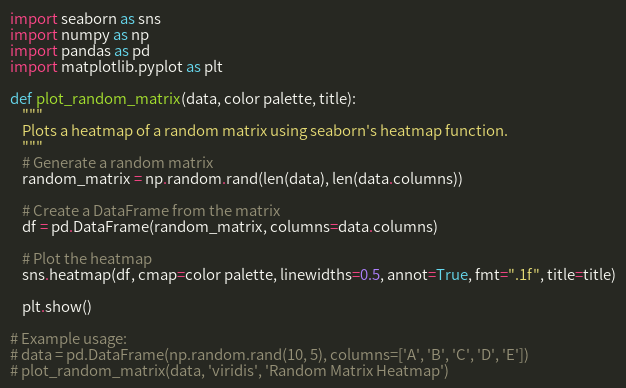 import seaborn as sns
import numpy as np
import pandas as pd
import matplotlib.pyplot as plt
def plot_random_matrix(data, color palette, title):
"""
Plots a heatmap of a random matrix using seaborn's heatmap function.
"""
# Generate a random matrix
random_matrix = np.random.rand(len(data), len(data.columns))
# Create a DataFrame from the matrix
df = pd.DataFrame(random_matrix, columns=data.columns)
# Plot the heatmap
sns.heatmap(df, cmap=color palette, linewidths=0.5, annot=True, fmt=".1f", title=title)
plt.show()
# Example usage:
# data = pd.DataFrame(np.random.rand(10, 5), columns=['A', 'B', 'C', 'D', 'E'])
# plot_random_matrix(data, 'viridis', 'Random Matrix Heatmap')